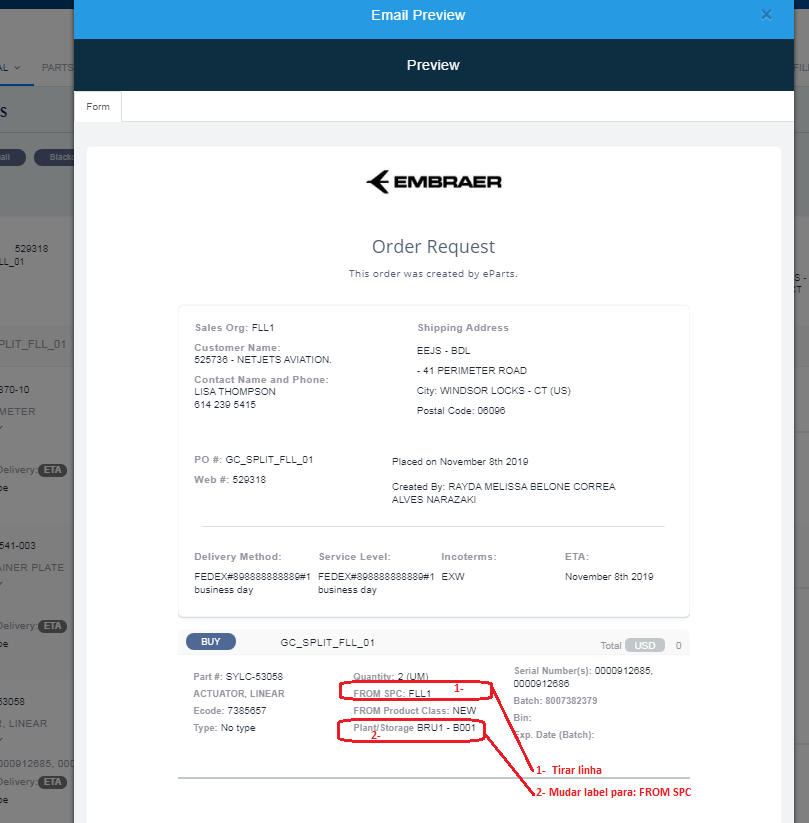 Email Preview
×
Preview
AL
PARTS
FIL
Form
S
ail
Blackо
EMBRAER
Order Request
This order was created by eParts.
529318
LL_01
S -
CT
Sales Org: FLL1
Customer Name:
525736 - NETJETS AVIATION.
Contact Name and Phone:
LISA THOMPSON
614 239 5415
Shipping Address
EEJS - BDL
- 41 PERIMETER ROAD
City: WINDSOR LOCKS - CT (US)
Postal Code: 06096
PLIT_FLL_01
370-10
METER
PO #: GC_SPLIT_FLL_01
Web #: 529318
Placed on November 8th 2019
Created By: RAYDA MELISSA BELONE CORREA
ALVES NARAZAKI
Delivery: ETA
pe
541-003
AINER PLATE
Delivery Method:
FEDEX#898888888889#1
business day
Service Level:
FEDEX#898888888889#1
business day
Incoterms:
EXW
ETA:
November 8th 2019
Delivery: ETA
pe
BUY
GC_SPLIT_FLL_01
Total USD 0
Part #: SYLC-53058
ACTUATOR, LINEAR
Ecode: 7385657
Type: No type
Quantity: 2 (UM)
FROM SPC: FLL1
1-
FROM Product Class: NEW
Plant/Storage BRU1 - B001
2-
Serial Number(s): 0000912685,
0000912686
Batch: 8007382379
Bin:
Exp. Date (Batch):
53058
R, LINEAR
0000912685, 000
Delivery: ETA
pe
1- Tirar linha
2- Mudar label para: FROM SPC